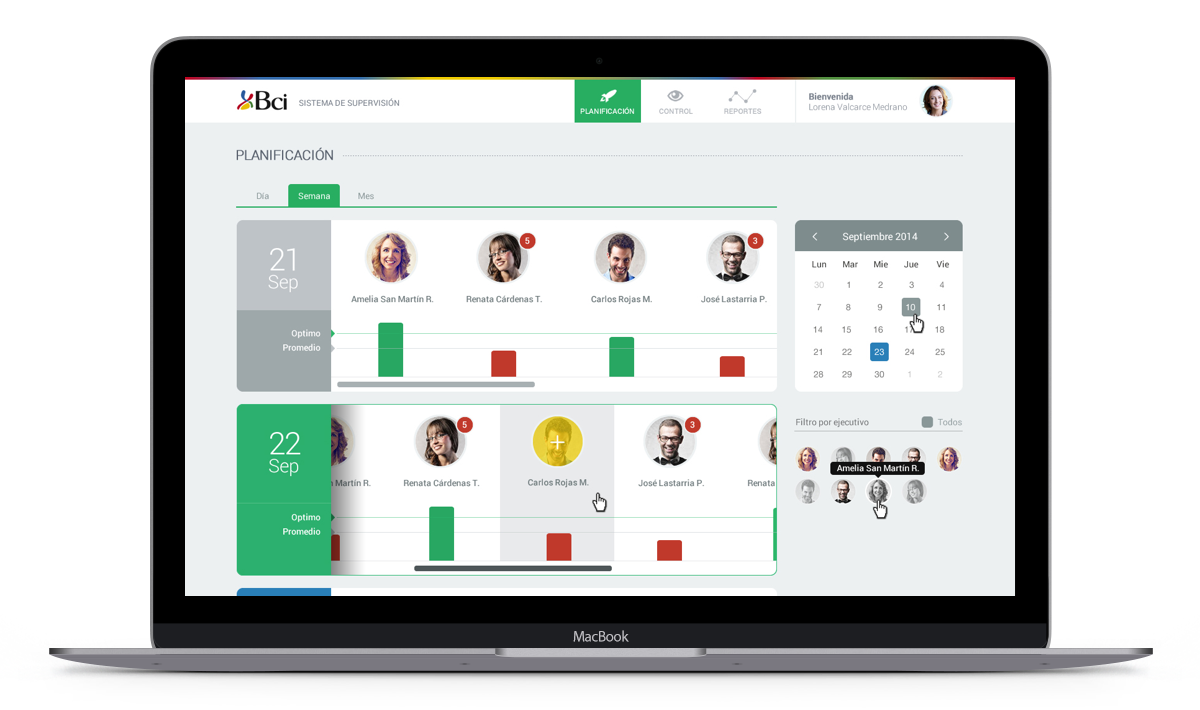 Bci SISTEMA DE SUPERVISIÓN
PLANIFICACIÓN
CONTROL
REPORTES
Bienvenida
Lorena Valcarce Medrano
PLANIFICACIÓN
Día Semana Mes
21
Sep
5
3
Amelia San Martín R. Renata Cárdenas T. Carlos Rojas M. José Lastarria P.
Optimo
Promedio
22
Sep
5
+
3
Martín R. Renata Cárdenas T. Carlos Rojas M. José Lastarria P. Renata
Optimo
Promedio
< Septiembre 2014 >
Lun Mar Mie Jue Vie
30 1 2 3 4
7 8 9 10 11
14 15 16 17 18
21 22 23 24 25
28 29 30 1 2
Filtro por ejecutivo Todos
Amelia San Martín R.
MacBook